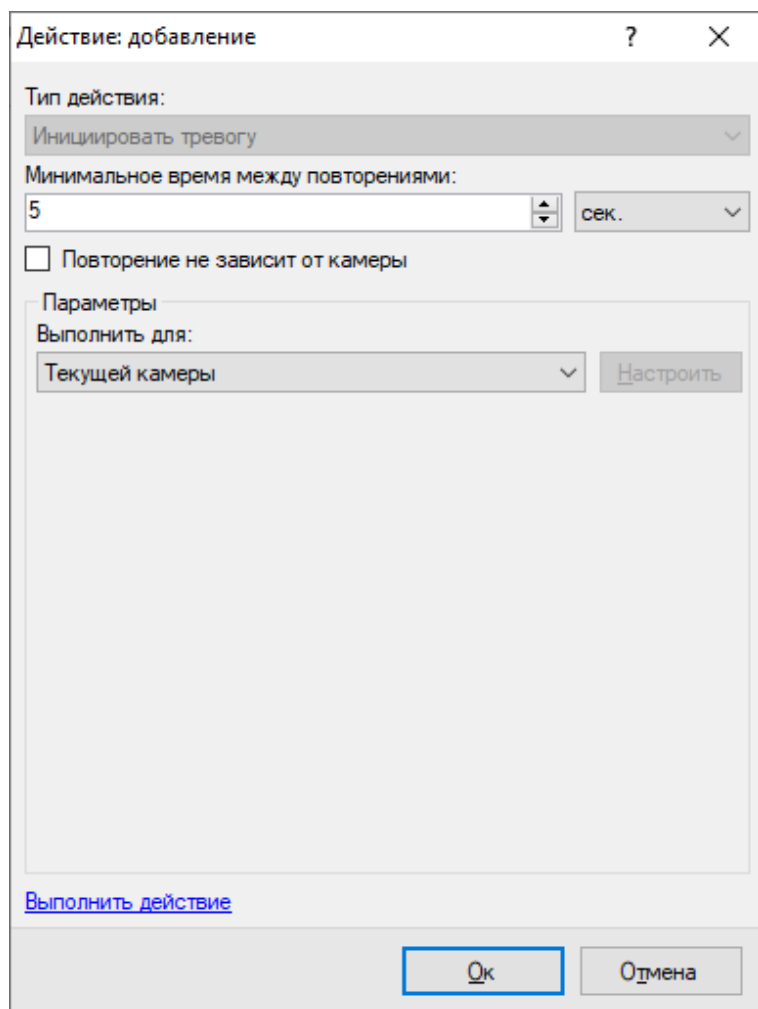 Действие: добавление ?
Тип действия:
Инициировать тревогу
Минимальное время между повторениями:
5 сек.
Повторение не зависит от камеры
Параметры
Выполнить для:
Текущей камеры Настроить
Выполнить действие
Ок Отмена